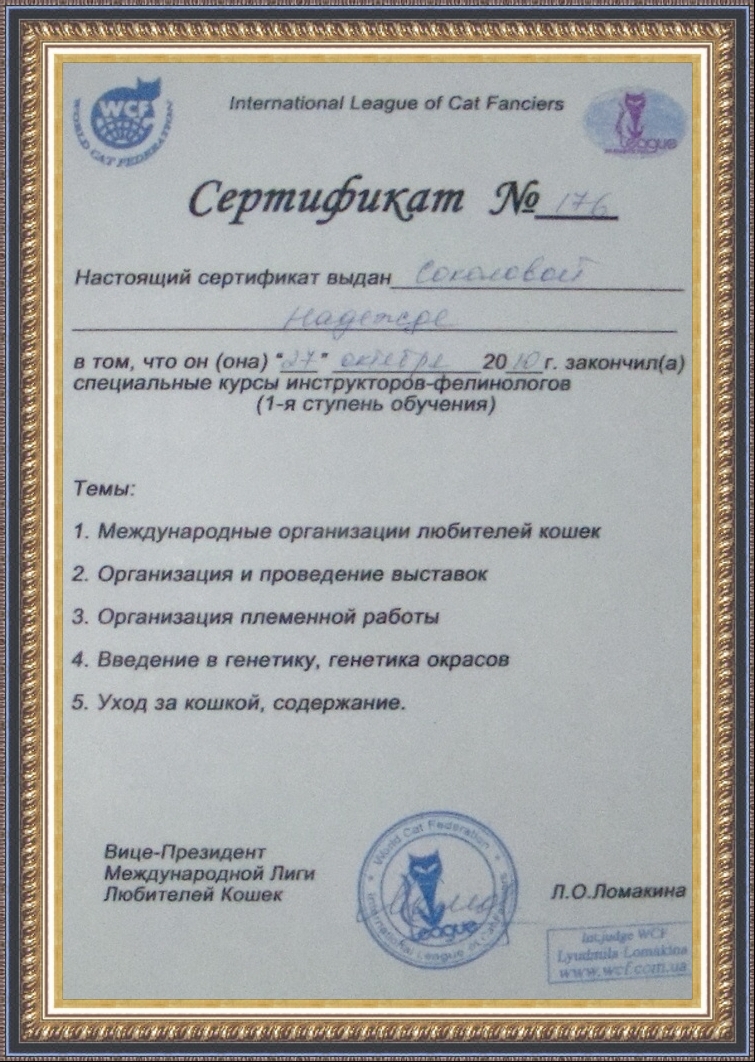 WCF
WORLD CAT FEDERATION
International League of Cat Fanciers
League
Сертификат № 176
Настоящий сертификат выдан Соколовой
Надежде
в том, что он (она) "27" октября 2010 г. закончил(а)
специальные курсы инструкторов-фелинологов
(1-я ступень обучения)
Темы:
1. Международные организации любителей кошек
2. Организация и проведение выставок
3. Организация племенной работы
4. Введение в генетику, генетика окрасов
5. Уход за кошкой, содержание.
Вице-Президент
Международной Лиги
Любителей Кошек
World Cat Federation
International League of Cat
League
Л.О.Ломакина
Int.judge WCF
Lyudmila Lomakina
www.wcf.com.ua